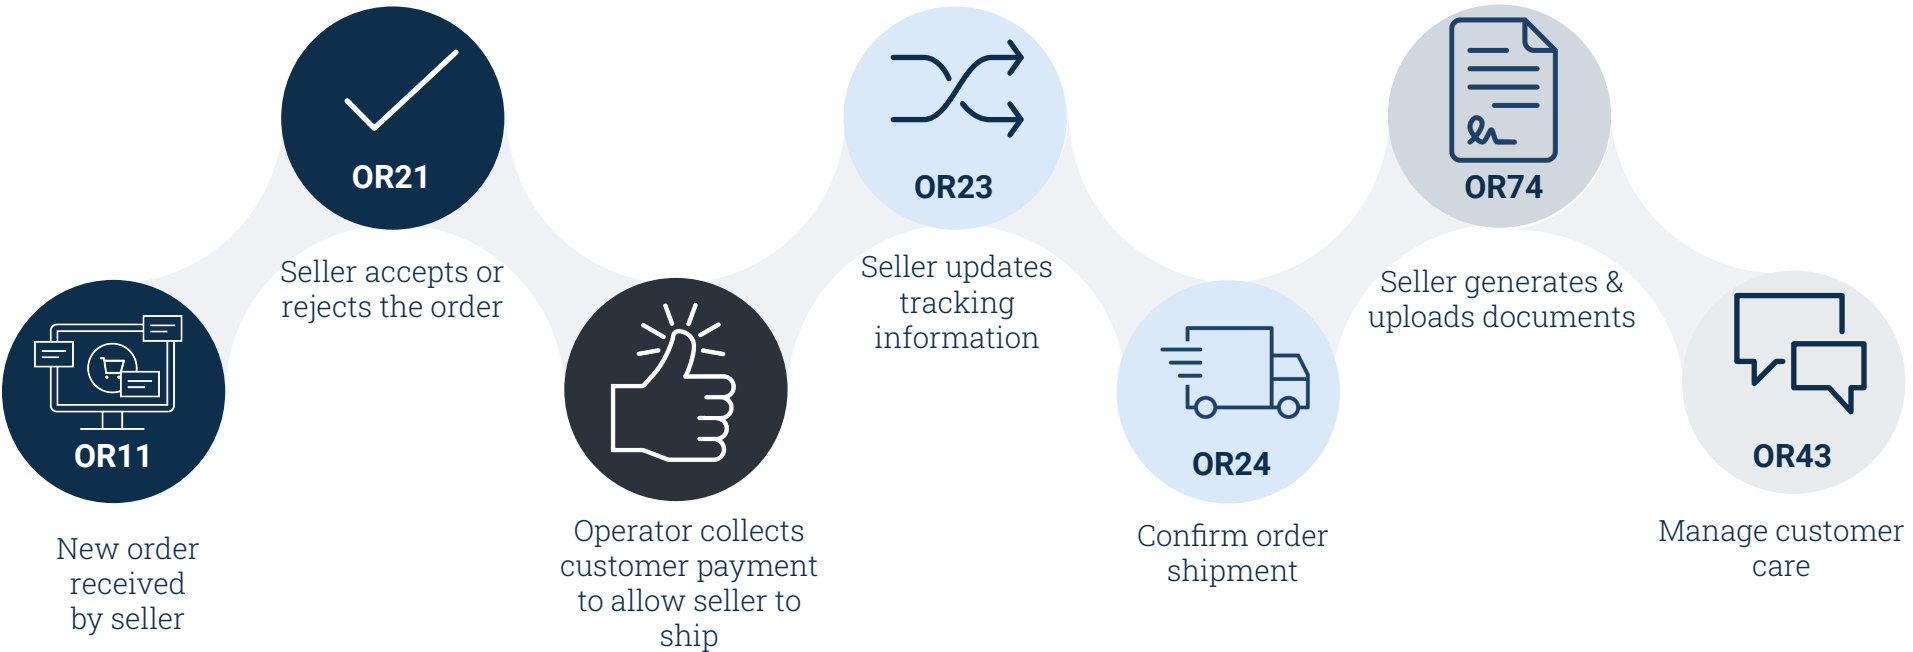 OR11
New order
received
by seller
OR21
Seller accepts or
rejects the order
Operator collects
customer payment
to allow seller to
ship
OR23
Seller updates
tracking
information
OR24
Confirm order
shipment
OR74
Seller generates &
uploads documents
OR43
Manage customer
care